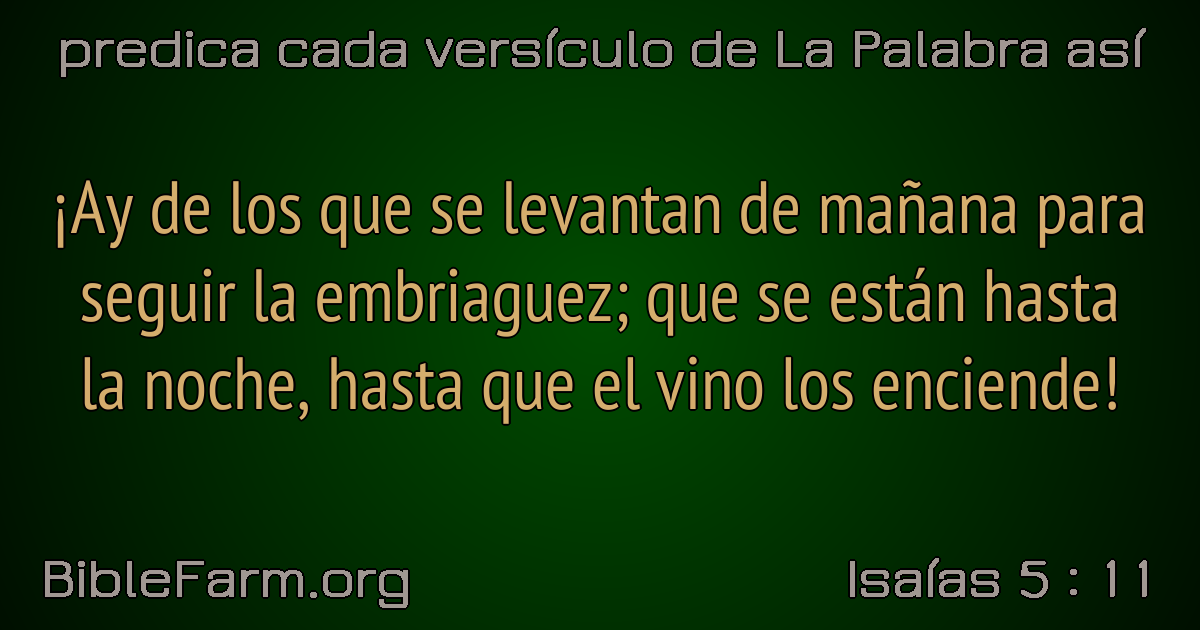 predica cada versículo de La Palabra así
¡Ay de los que se levantan de mañana para
seguir la embriaguez; que se están hasta
la noche, hasta que el vino los enciende!
BibleFarm.org
Isaías 5 : 11